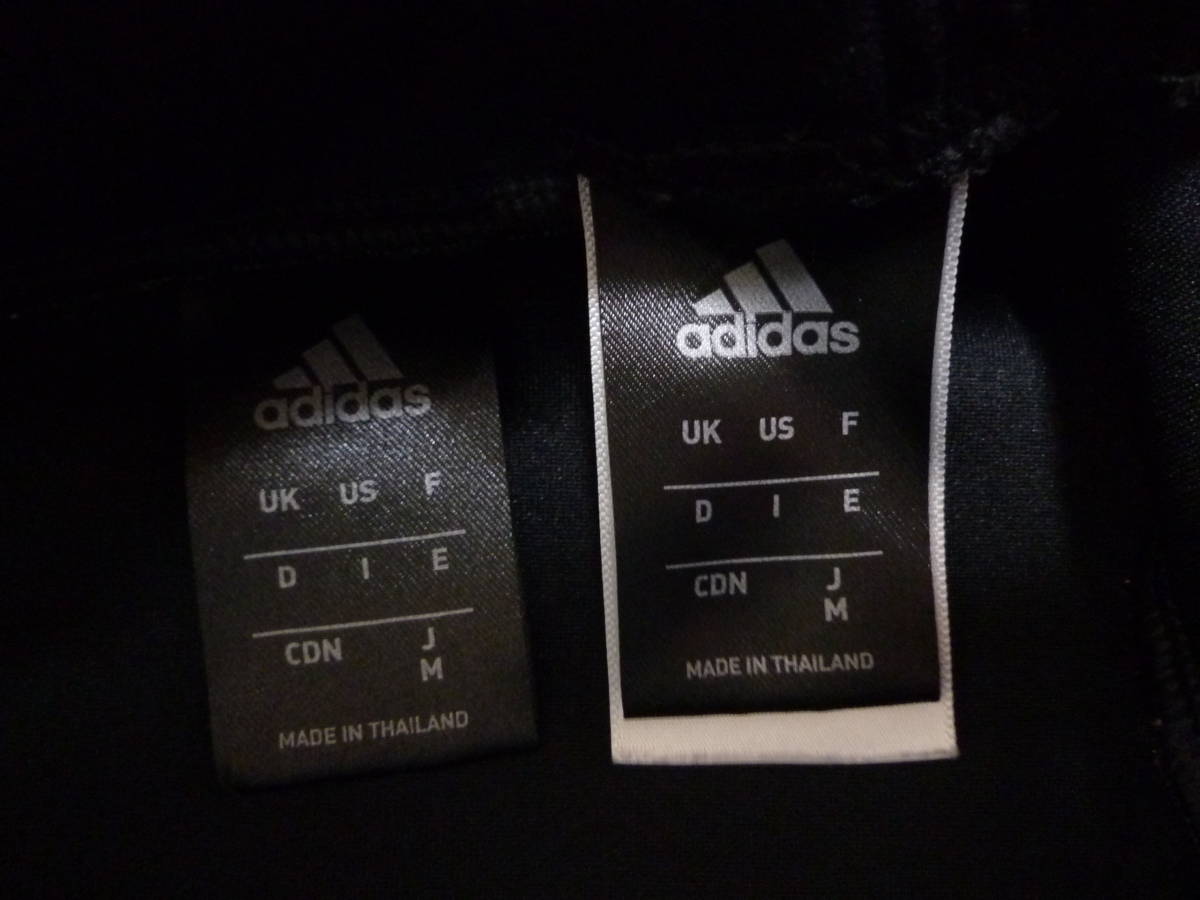 adidas
UK US F
D I E
CDN J
M
MADE IN THAILAND
adidas
UK US F
D I E
CDN J
M
MADE IN THAILAND